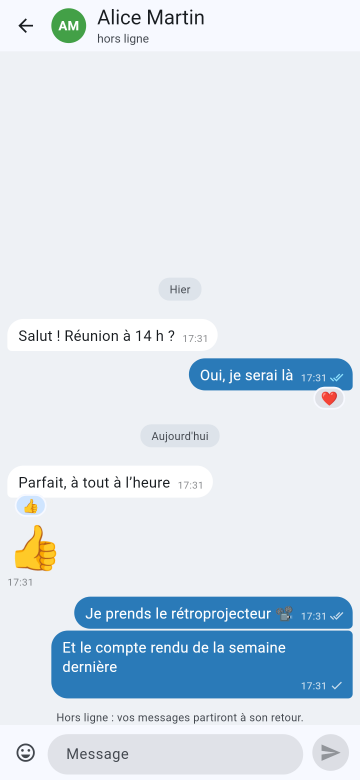 AM
Alice Martin
hors ligne
Hier
Salut ! Réunion à 14 h ? 17:31
Oui, je serai là 17:31
❤️
Aujourd'hui
Parfait, à tout à l’heure 17:31
👍
👍
17:31
Je prends le rétroprojecteur 📽️ 17:31
Et le compte rendu de la semaine
dernière
17:31
Hors ligne : vos messages partiront à son retour.
Message